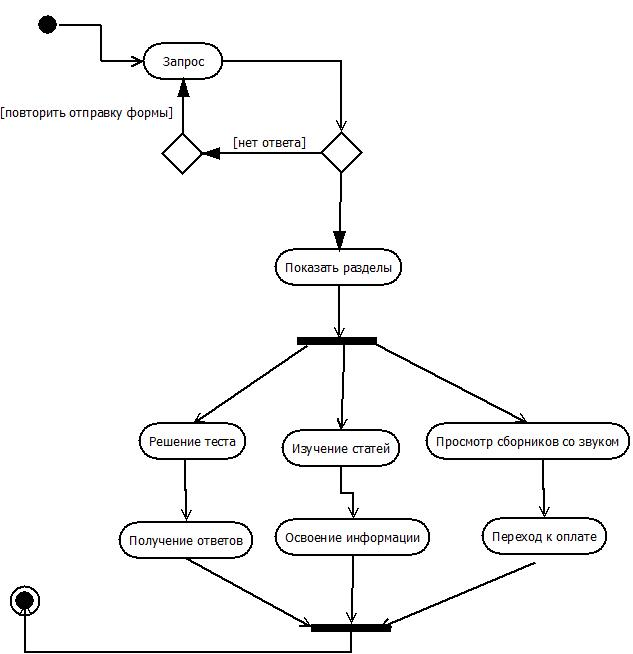 Запрос
[повторить отправку формы]
[нет ответа]
Показать разделы
Решение теста
Изучение статей
Просмотр сборников со звуком
Получение ответов
Освоение информации
Переход к оплате